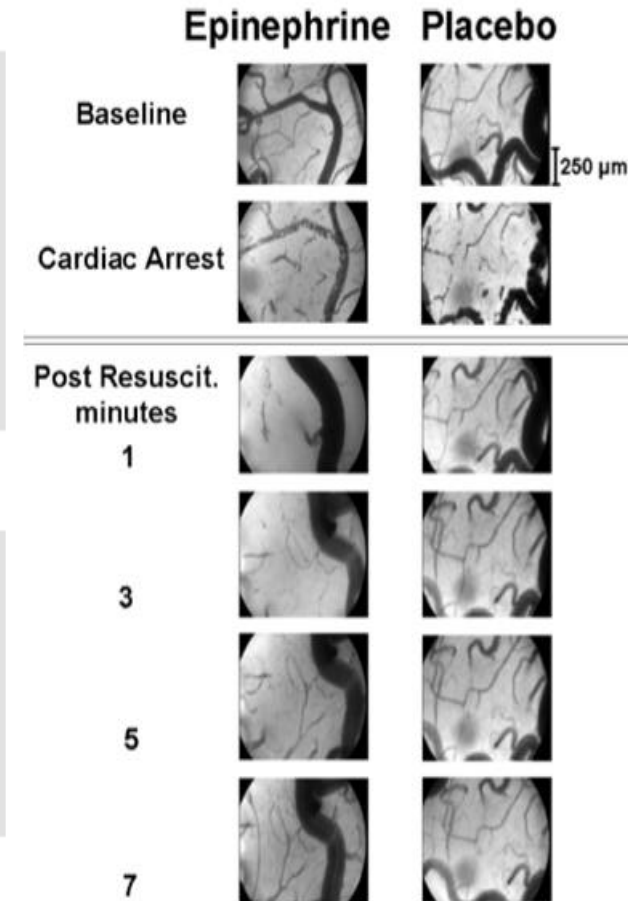 Epinephrine Placebo
Baseline
250 µm
Cardiac Arrest
Post Resuscit.
minutes
1
3
5
7